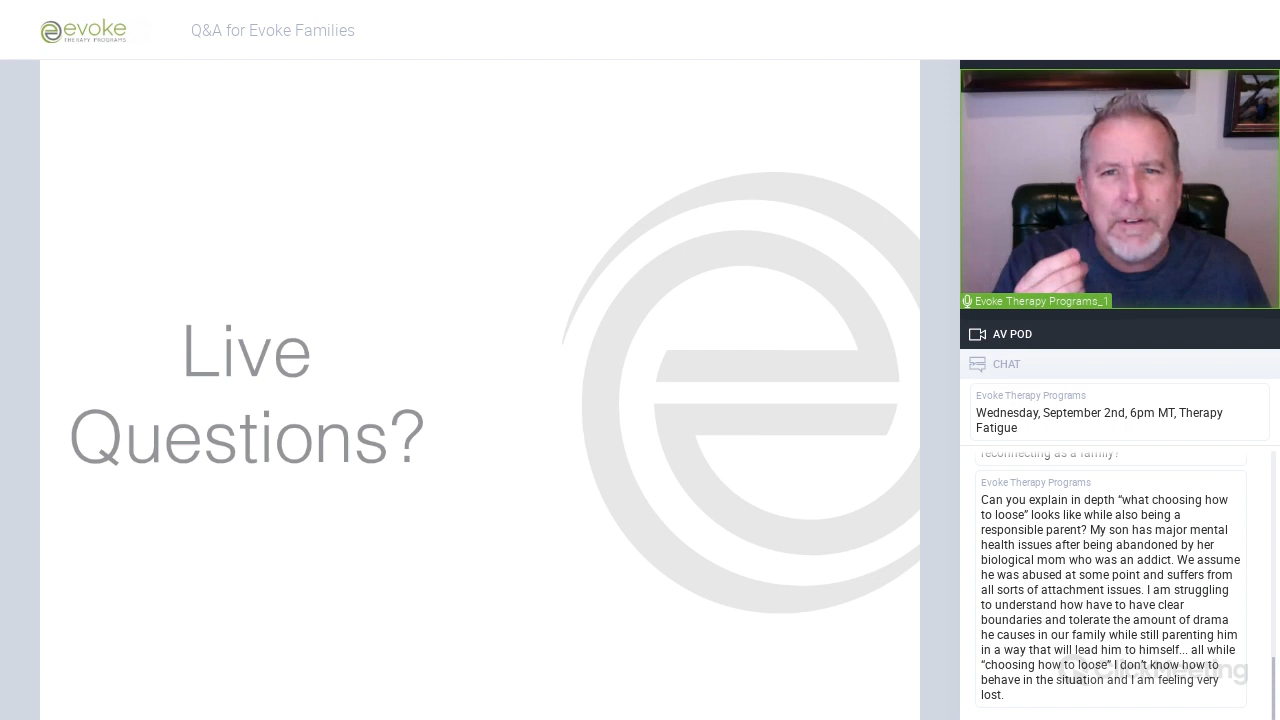 evoke
THERAPY PROGRAMS
Q&A for Evoke Families
Live
Questions?
Evoke Therapy Programs_1
AV POD
CHAT
Evoke Therapy Programs
Wednesday, September 2nd, 6pm MT, Therapy
Fatigue
reconnecting as a family?
Evoke Therapy Programs
Can you explain in depth “what choosing how
to loose” looks like while also being a
responsible parent? My son has major mental
health issues after being abandoned by her
biological mom who was an addict. We assume
he was abused at some point and suffers from
all sorts of attachment issues. I am struggling
to understand how have to have clear
boundaries and tolerate the amount of drama
he causes in our family while still parenting him
in a way that will lead him to himself... all while
“choosing how to loose” I don’t know how to
behave in the situation and I am feeling very
lost.
ClickMeeting